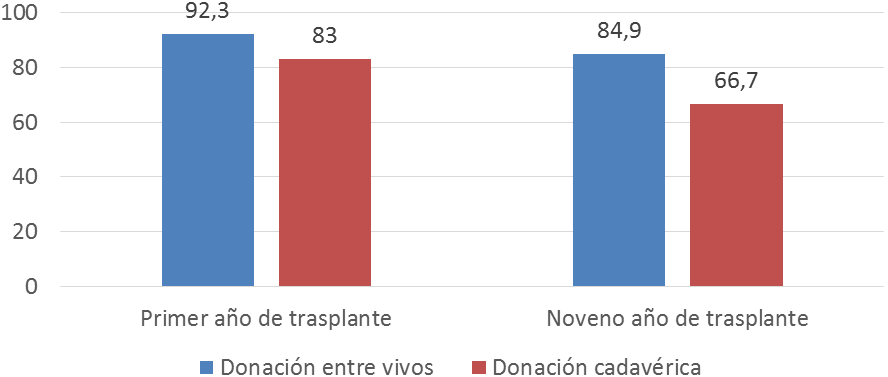 100
80
60
40
20
0
92,3
83
84,9
66,7
Primer año de trasplante
Noveno año de trasplante
Donación entre vivos
Donación cadavérica